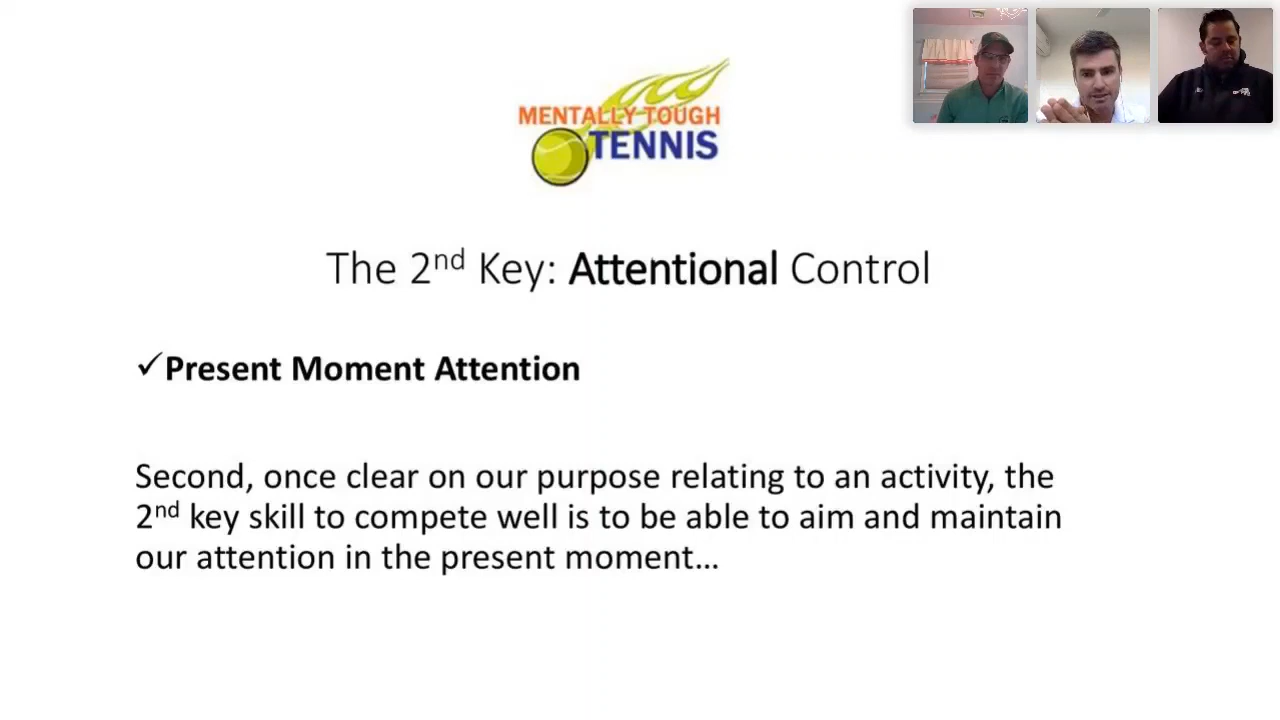 MENTALLY TOUGH
TENNIS
The 2nd Key: Attentional Control
✓Present Moment Attention
Second, once clear on our purpose relating to an activity, the
2nd key skill to compete well is to be able to aim and maintain
our attention in the present moment…